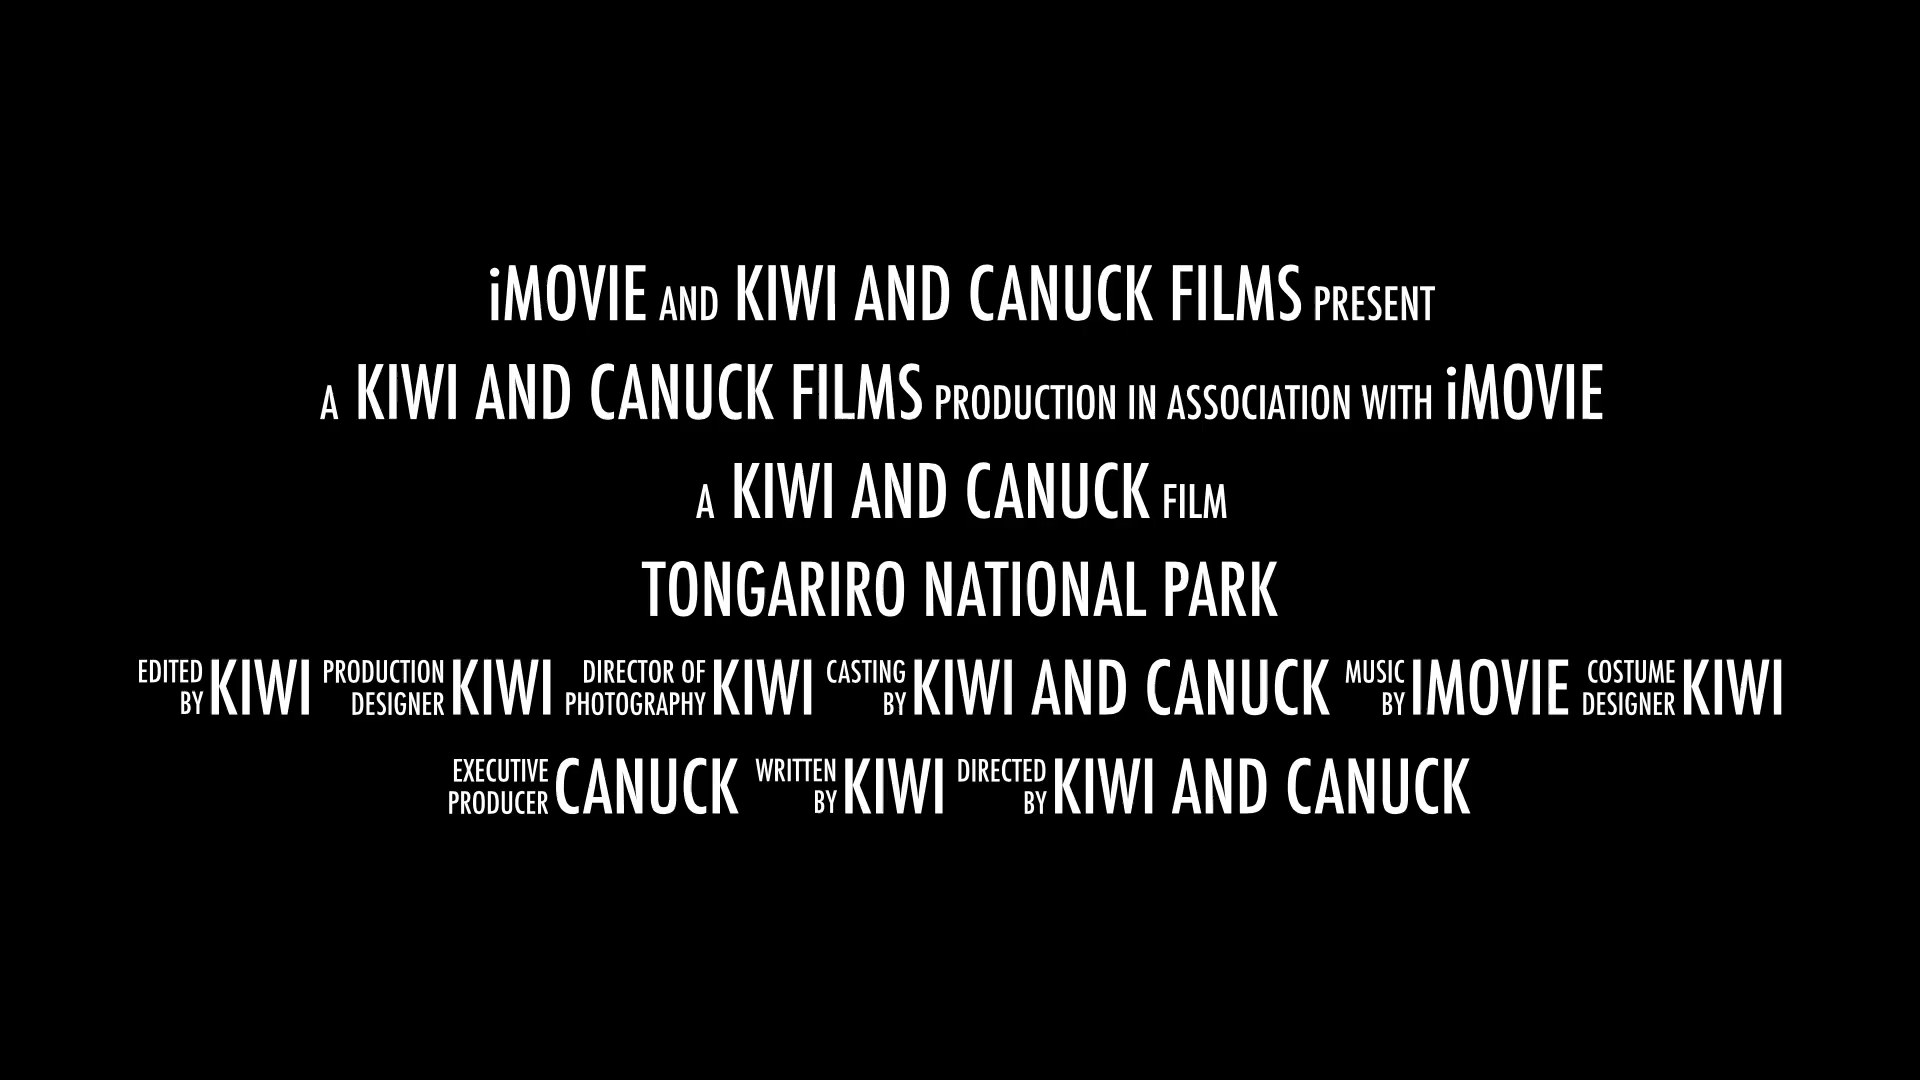 iMOVIE AND KIWI AND CANUCK FILMS PRESENT
A KIWI AND CANUCK FILMS PRODUCTION IN ASSOCIATION WITH iMOVIE
A KIWI AND CANUCK FILM
TONGARIRO NATIONAL PARK
EDITED BY KIWI PRODUCTION DESIGNER KIWI DIRECTOR OF PHOTOGRAPHY KIWI CASTING BY KIWI AND CANUCK MUSIC BY IMOVIE COSTUME DESIGNER KIWI
EXECUTIVE PRODUCER CANUCK WRITTEN BY KIWI DIRECTED BY KIWI AND CANUCK